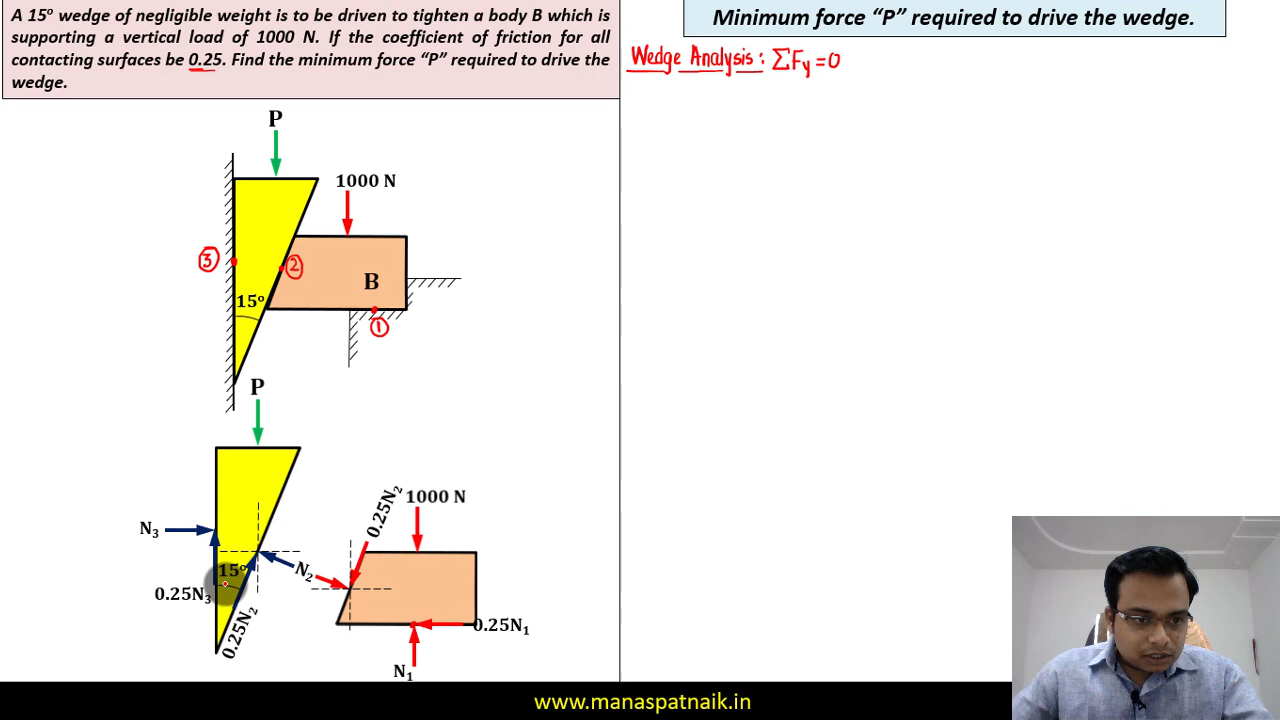 A 15° wedge of negligible weight is to be driven to tighten a body B which is
supporting a vertical load of 1000 N. If the coefficient of friction for all
contacting surfaces be 0.25. Find the minimum force “P” required to drive the
wedge.
Minimum force “P” required to drive the wedge.
Wedge Analysis: ΣFy=0
P
1000 N
3
2
B
15°
1
P
0.25N2
1000 N
N3
N2
15°
0.25N3
0.25N2
0.25N1
N1
www.manaspatnaik.in